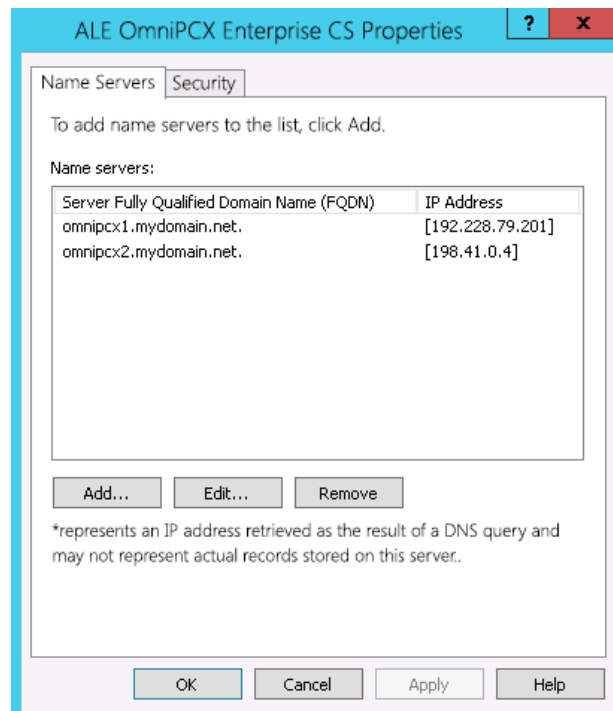 ALE OmniPCX Enterprise CS Properties ? x
Name Servers Security
To add name servers to the list, click Add.
Name servers:
Server Fully Qualified Domain Name (FQDN) IP Address
omnipcx1.mydomain.net. [192.228.79.201]
omnipcx2.mydomain.net. [198.41.0.4]
Add... Edit... Remove
*represents an IP address retrieved as the result of a DNS query and
may not represent actual records stored on this server..
OK Cancel Apply Help